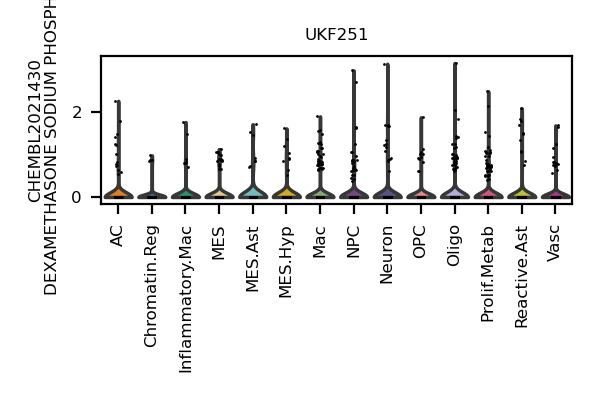 UKF251
CHEMBL2021430
DEXAMETHASONE SODIUM PHOSPH
2
0
AC
Chromatin.Reg
Inflammatory.Mac
MES
MES.Ast
MES.Hyp
Mac
NPC
Neuron
OPC
Oligo
Prolif.Metab
Reactive.Ast
Vasc